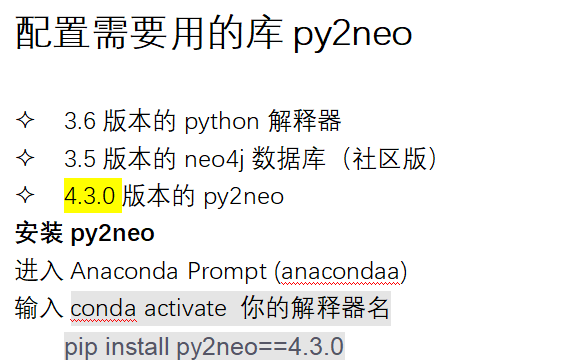 配置需要用的库 py2neo
✧ 3.6 版本的 python 解释器
✧ 3.5 版本的 neo4j 数据库（社区版）
✧ 4.3.0 版本的 py2neo
安装 py2neo
进入 Anaconda Prompt (anacondaa)
输入 conda activate 你的解释器名
pip install py2neo==4.3.0